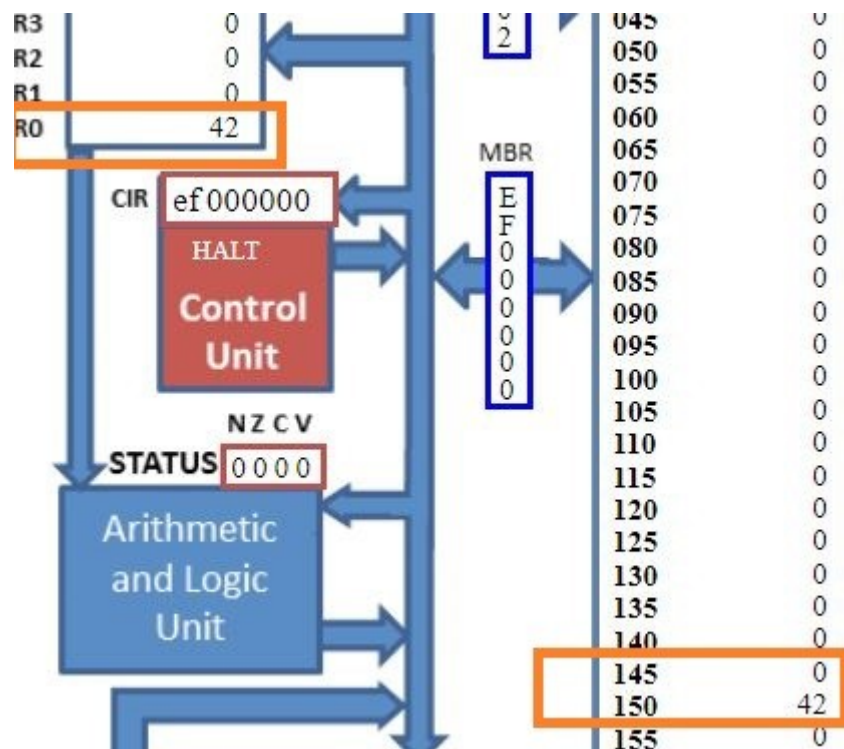 R3 0
R2 0
R1 0
R0 42
CIR ef000000
HALT
Control
Unit
N Z C V
STATUS 0 0 0 0
Arithmetic
and Logic
Unit
2
MBR
E
F
0
0
0
0
0
0
045 0
050 0
055 0
060 0
065 0
070 0
075 0
080 0
085 0
090 0
095 0
100 0
105 0
110 0
115 0
120 0
125 0
130 0
135 0
140 0
145 0
150 42
155 0